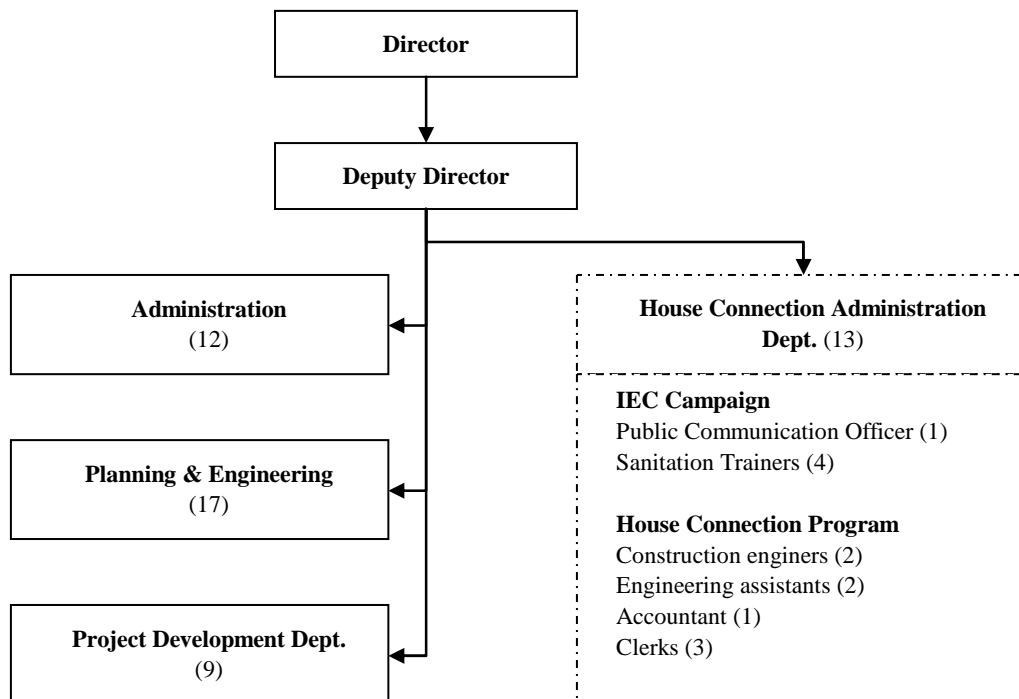 Director
Deputy Director
Administration
(12)
Planning & Engineering
(17)
Project Development Dept.
(9)
House Connection Administration
Dept. (13)
IEC Campaign
Public Communication Officer (1)
Sanitation Trainers (4)
House Connection Program
Construction enginers (2)
Engineering assistants (2)
Accountant (1)
Clerks (3)